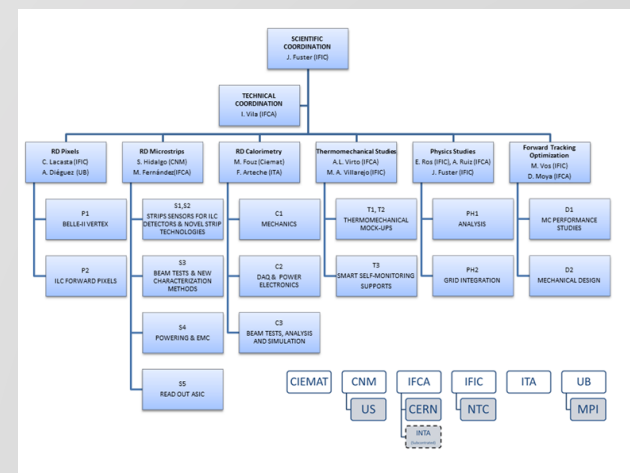 SCIENTIFIC
COORDINATION
J. Fuster (IFIC)
TECHNICAL
COORDINATION
I. Vila (IFCA)
RD Pixels
C. Lacasta (IFIC)
A. Diéguez (UB)
RD Microstrips
S. Hidalgo (CNM)
M. Fernández(IFCA)
RD Calorimetry
M. Fouz (Ciemat)
F. Arteche (ITA)
Thermomechanical Studies
A.L. Virto (IFCA)
M. A. Villarejo(IFIC)
Physics Studies
E. Ros (IFIC), A. Ruiz (IFCA)
J. Fuster (IFIC)
Forward Tracking
Optimization
M. Vos (IFIC)
D. Moya (IFCA)
P1
BELLE-II VERTEX
S1,S2
STRIPS SENSORS FOR ILC
DETECTORS & NOVEL STRIP
TECHNOLOGIES
C1
MECHANICS
T1, T2
THERMOMECHANICAL
MOCK-UPS
PH1
ANALYSIS
D1
MC PERFORMANCE
STUDIES
P2
ILC FORWARD PIXELS
S3
BEAM TESTS & NEW
CHARACTERIZATION
METHODS
C2
DAQ & POWER
ELECTRONICS
T3
SMART SELF-MONITORING
SUPPORTS
PH2
GRID INTEGRATION
D2
MECHANICAL DESIGN
S4
POWERING & EMC
C3
BEAM TESTS, ANALYSIS
AND SIMULATION
S5
READ OUT ASIC
CIEMAT
CNM
IFCA
IFIC
ITA
UB
US
CERN
NTC
MPI
INTA